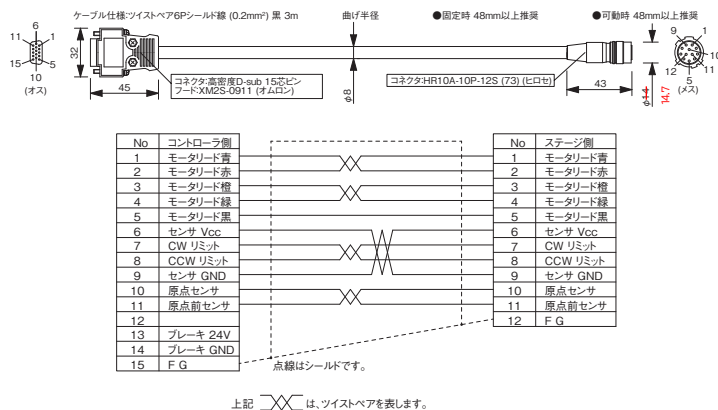 ケーブル仕様:ツイストペア6Pシールド線 (0.2mm²) 黒 3m
曲げ半径
●固定時 48mm以上推奨
●可動時 48mm以上推奨
6
11
1
15
5
10
(オス)
32
45
コネクタ:高密度D-sub 15芯ピン
フード:XM2S-0911 (オムロン)
φ8
コネクタ:HR10A-10P-12S (73) (ヒロセ)
43
φ14
14.7
9
1
10
12
5
(メス)
No コントローラ側
1 モータリード青
2 モータリード赤
3 モータリード橙
4 モータリード緑
5 モータリード黒
6 センサ Vcc
7 CW リミット
8 CCW リミット
9 センサ GND
10 原点センサ
11 原点前センサ
12
13 ブレーキ 24V
14 ブレーキ GND
15 F G
No ステージ側
1 モータリード青
2 モータリード赤
3 モータリード橙
4 モータリード緑
5 モータリード黒
6 センサ Vcc
7 CW リミット
8 CCW リミット
9 センサ GND
10 原点センサ
11 原点前センサ
12 F G
点線はシールドです。
上記 は、ツイストペアを表します。